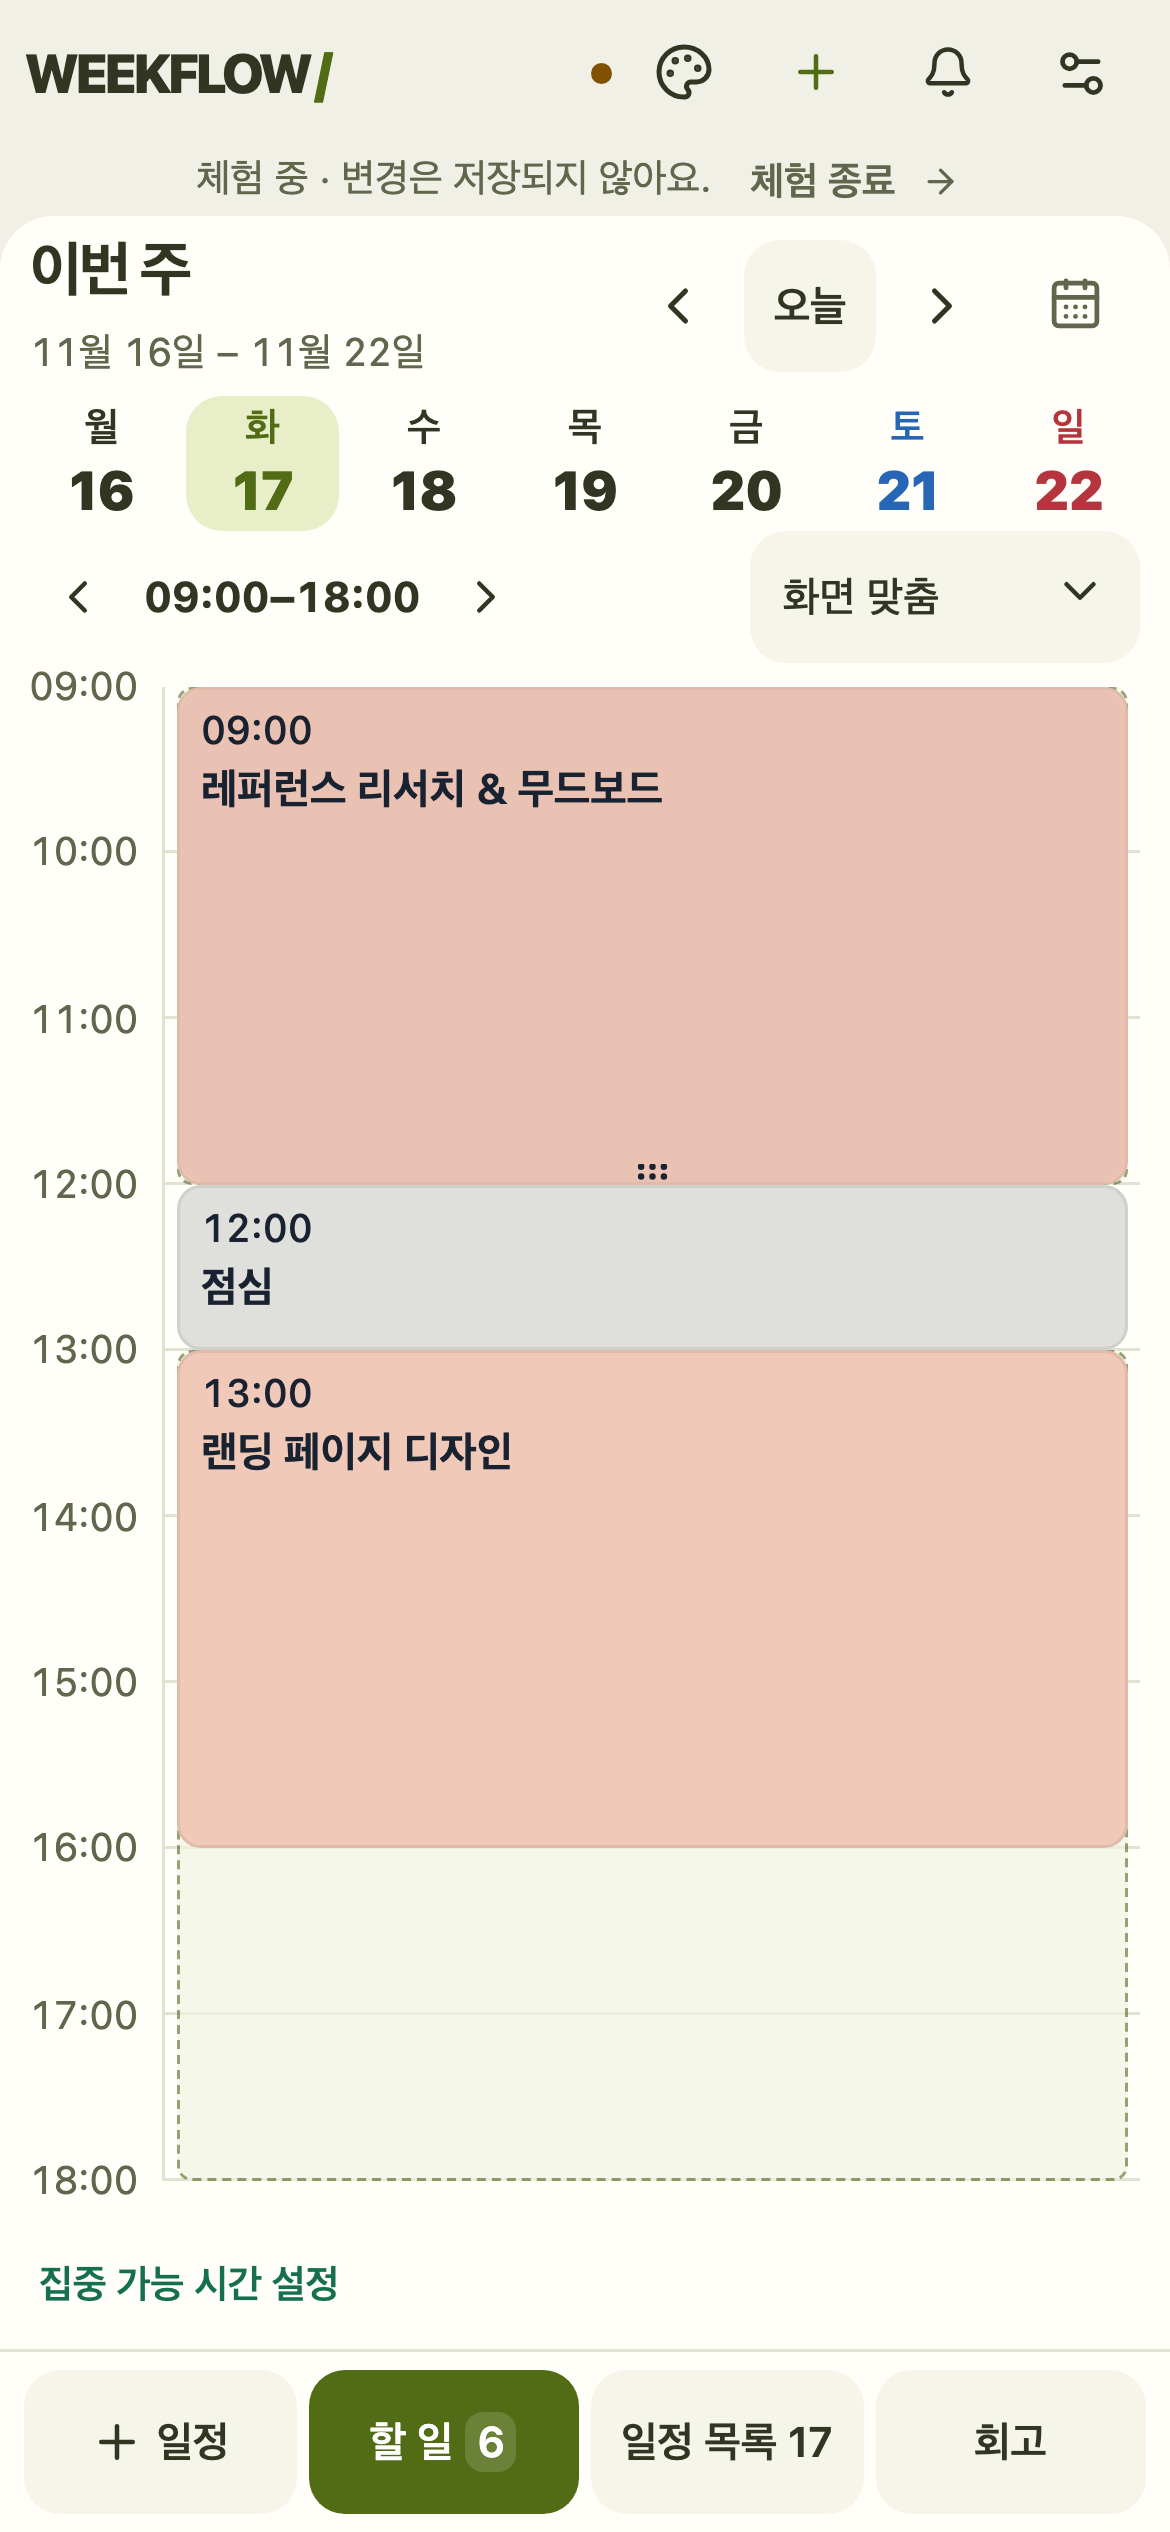 WEEKFLOW/
체험 중 · 변경은 저장되지 않아요. 체험 종료 →
이번 주
11월 16일 – 11월 22일
오늘
월 화 수 목 금 토 일
16 17 18 19 20 21 22
09:00–18:00
화면 맞춤
09:00
09:00
레퍼런스 리서치 & 무드보드
10:00
11:00
12:00
12:00
점심
13:00
13:00
랜딩 페이지 디자인
14:00
15:00
16:00
17:00
18:00
집중 가능 시간 설정
+ 일정
할 일 6
일정 목록 17
회고